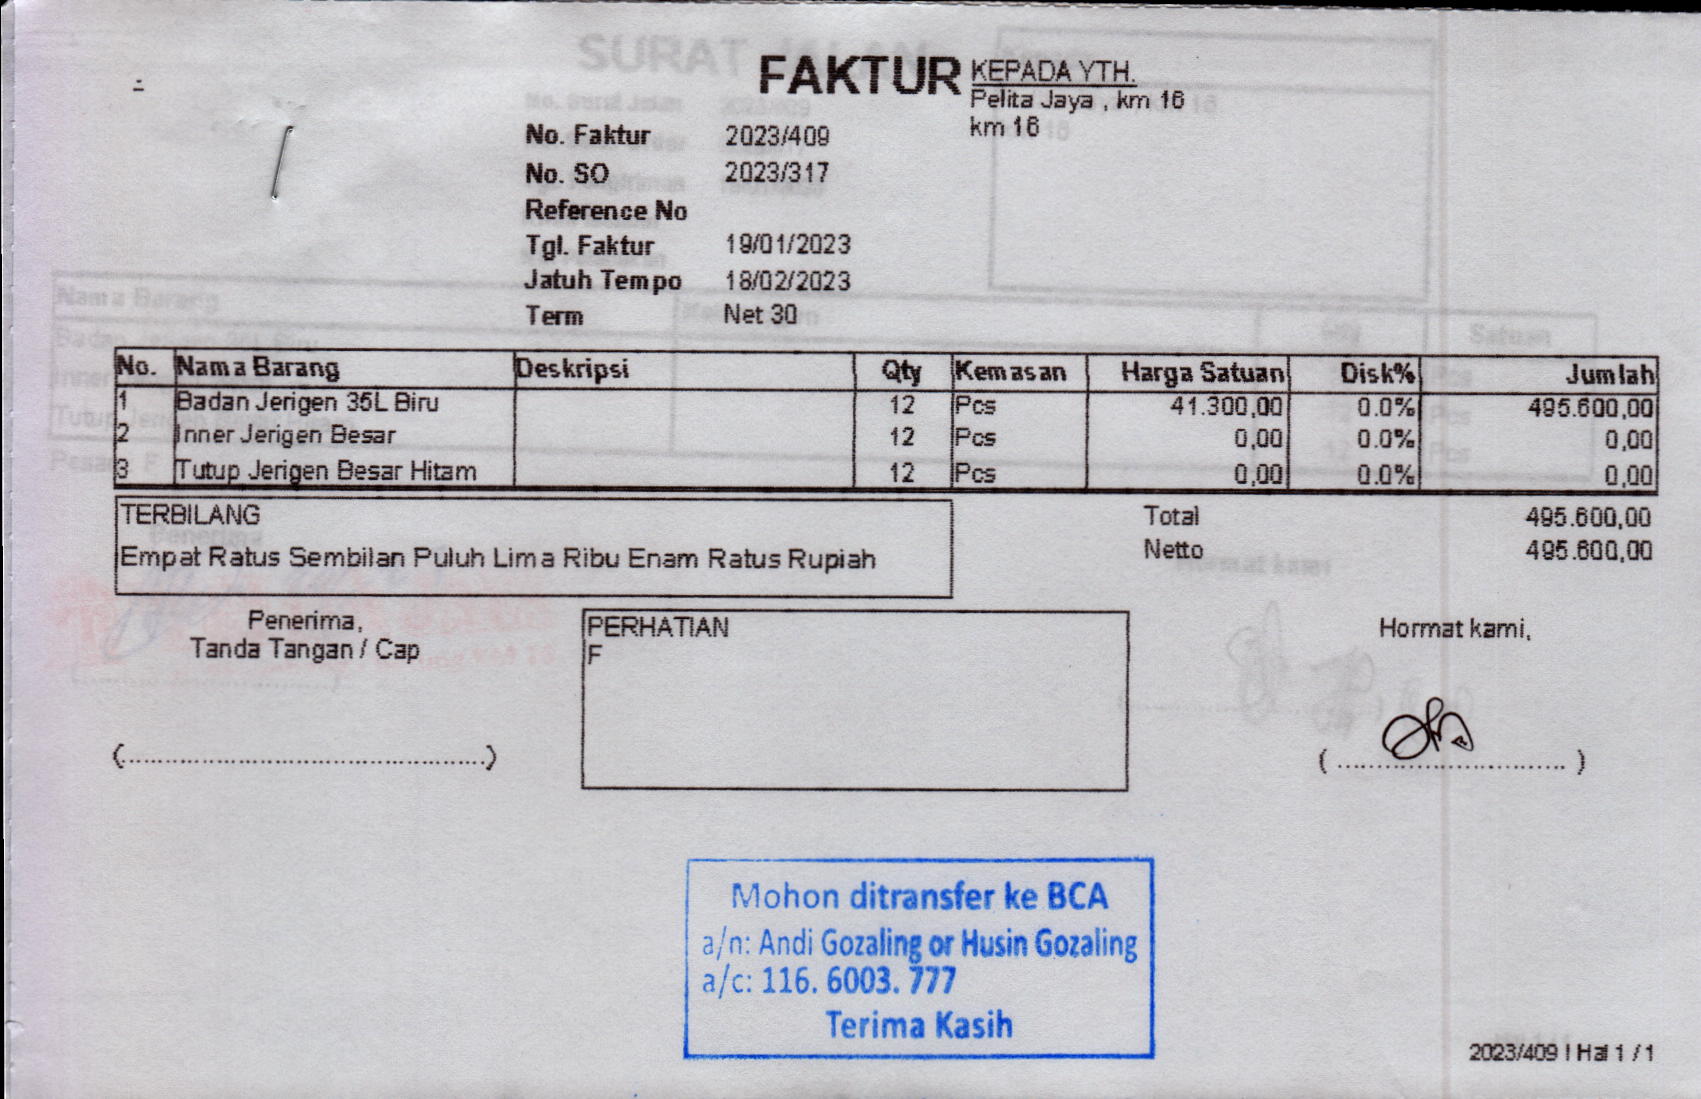 FAKTUR
KEPADA YTH.
Pelita Jaya , km 16
km 16
No. Faktur 2023/409
No. SO 2023/317
Reference No
Tgl. Faktur 19/01/2023
Jatuh Tempo 18/02/2023
Term Net 30
No. Nama Barang Deskripsi Qty Kemasan Harga Satuan Disk% Jumlah
1 Badan Jerigen 35L Biru 12 Pcs 41.300,00 0.0% 495.600,00
2 Inner Jerigen Besar 12 Pcs 0,00 0.0% 0,00
3 Tutup Jerigen Besar Hitam 12 Pcs 0,00 0.0% 0,00
TERBILANG
Empat Ratus Sembilan Puluh Lima Ribu Enam Ratus Rupiah
Total 495.600,00
Netto 495.600,00
Penerima,
Tanda Tangan / Cap
(................................................)
PERHATIAN
F
Hormat kami,
( .............................. )
Mohon ditransfer ke BCA
a/n: Andi Gozaling or Husin Gozaling
a/c: 116. 6003. 777
Terima Kasih
2023/409 | Hal 1 / 1